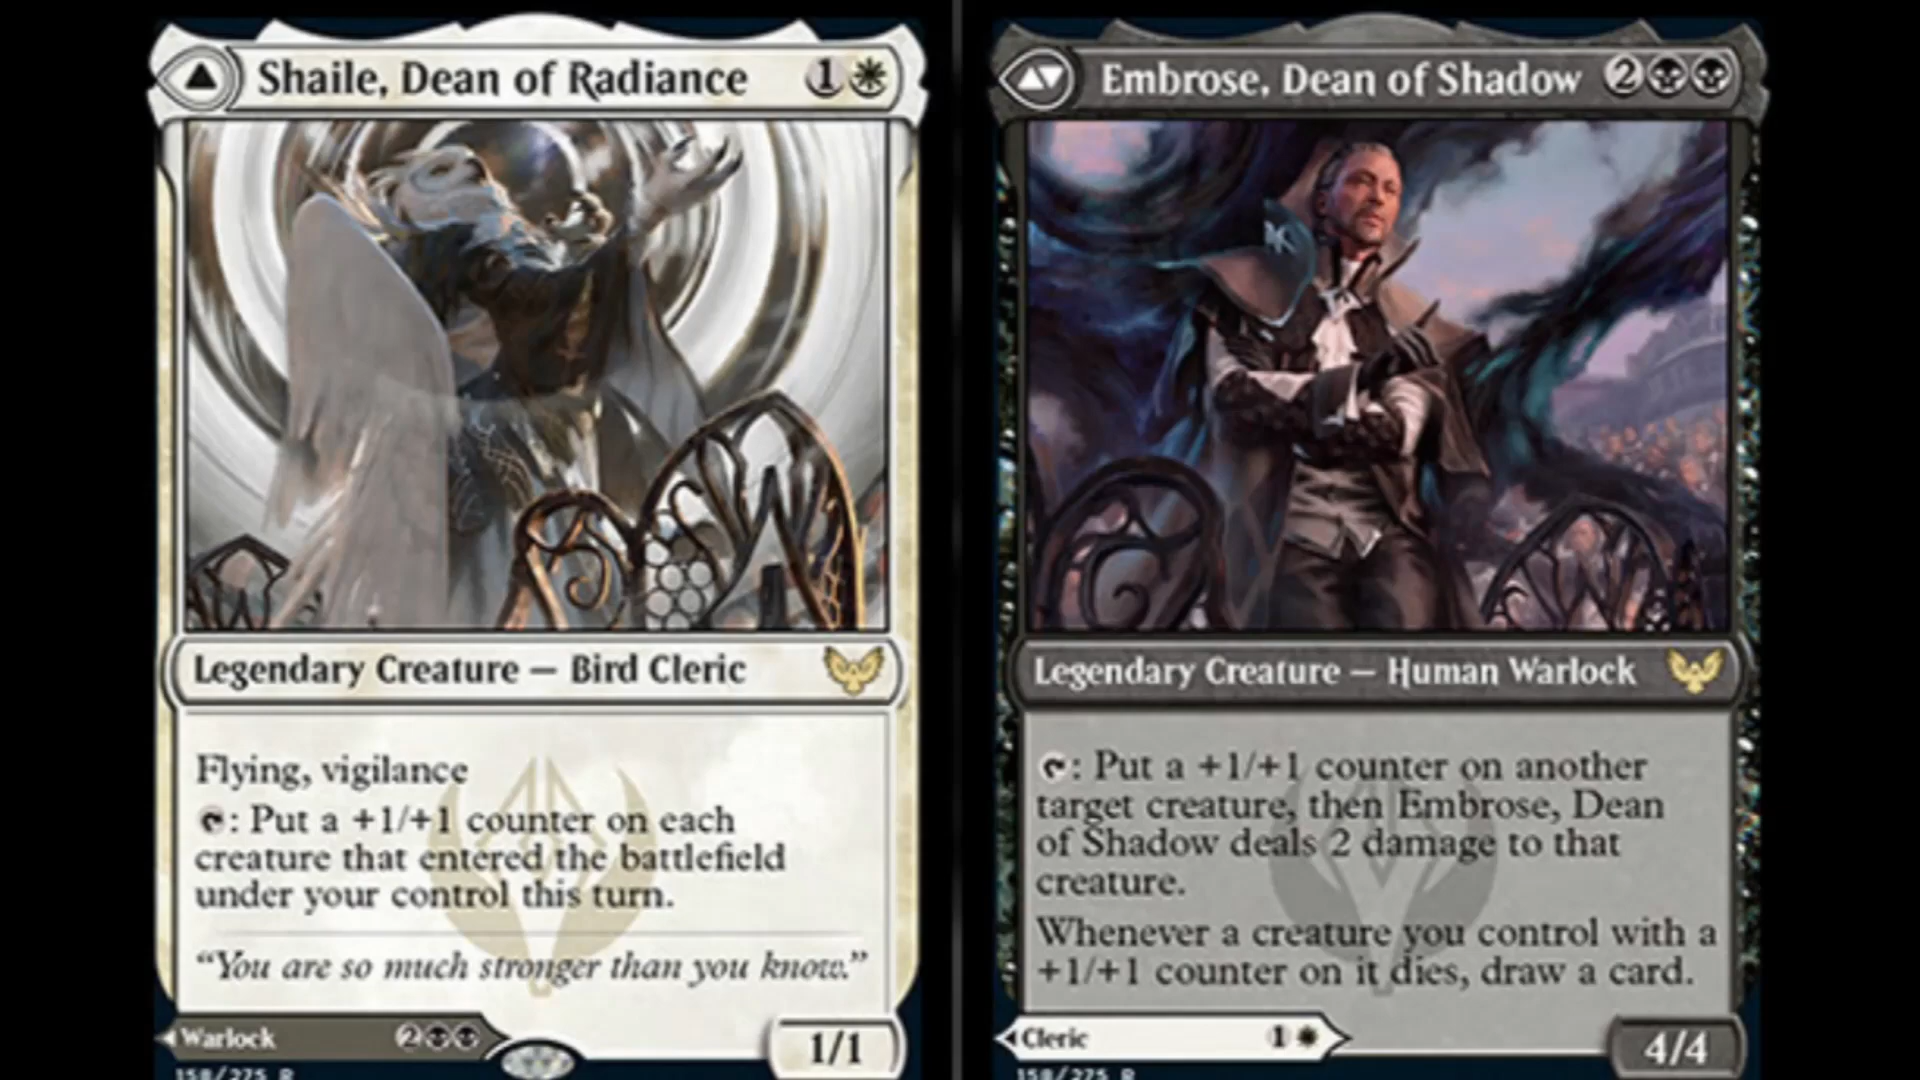 Shaile, Dean of Radiance 1
Legendary Creature — Bird Cleric
Flying, vigilance
: Put a +1/+1 counter on each
creature that entered the battlefield
under your control this turn.
“You are so much stronger than you know.”
Warlock 2
1/1
158/275 R
Embrose, Dean of Shadow 2
Legendary Creature — Human Warlock
: Put a +1/+1 counter on another
target creature, then Embrose, Dean
of Shadow deals 2 damage to that
creature.
Whenever a creature you control with a
+1/+1 counter on it dies, draw a card.
Cleric 1
4/4
158/275 R